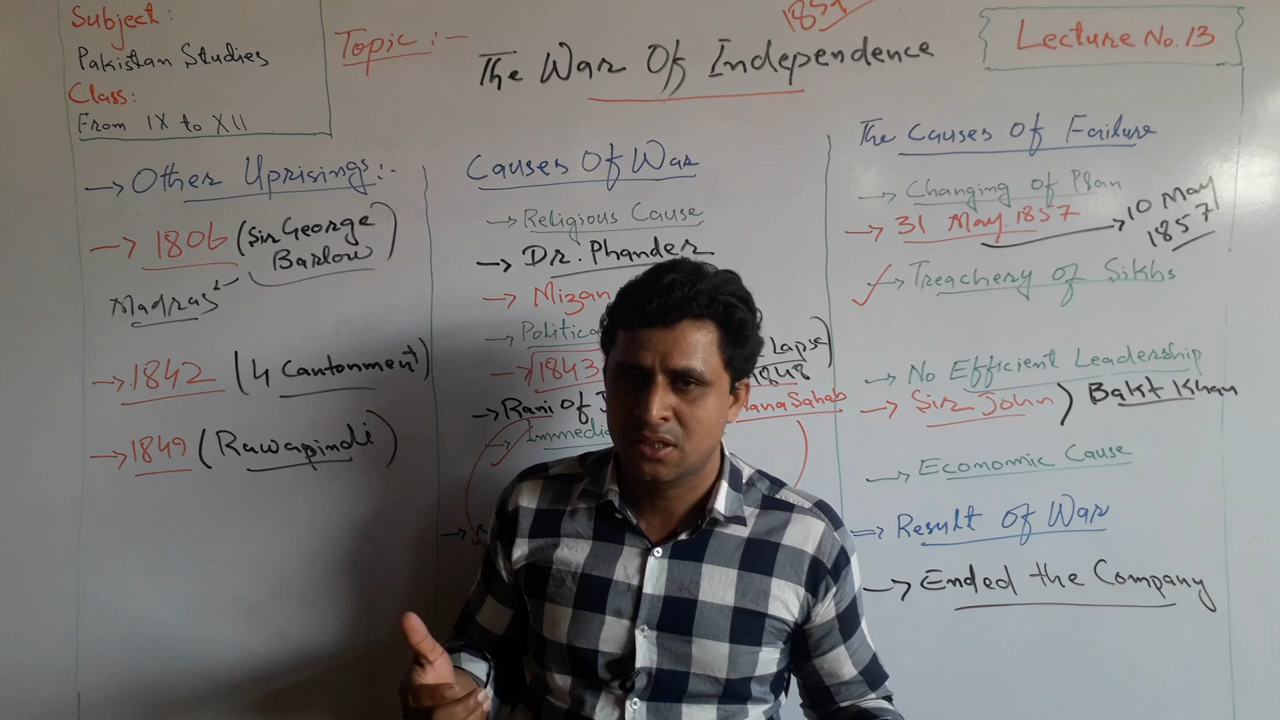 Subject:
Pakistan Studies
Class:
From IX to XII
Topic:-
The War Of Independence
1857
Lecture No.13
→ Other Uprisings:-
→ 1806 (Sir George
Barlow)
Madras
→ 1842 (4 Cantonment)
→ 1849 (Rawapindi)
Causes Of War
→ Religious Cause
→ Dr. Phander
→ Mizan
→ 1843
Lapse)
1848
→ Rani of
Nana Sahab
The Causes Of Failure
→ Changing of Plan
→ 31 May 1857 → 10 May
1857
→ Treachery of Sikhs
→ No Efficient Leadership
→ Sir John) Bakt Khan
→ Economic Cause
⇒ Result of War
→ Ended the Company